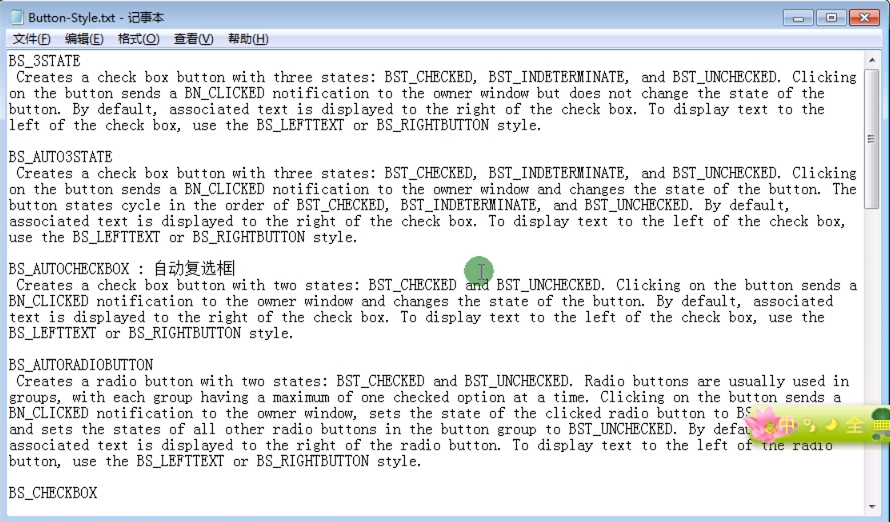 Button-Style.txt - 记事本
文件(F) 编辑(E) 格式(O) 查看(V) 帮助(H)
BS_3STATE
Creates a check box button with three states: BST_CHECKED, BST_INDETERMINATE, and BST_UNCHECKED. Clicking
on the button sends a BN_CLICKED notification to the owner window but does not change the state of the
button. By default, associated text is displayed to the right of the check box. To display text to the
left of the check box, use the BS_LEFTTEXT or BS_RIGHTBUTTON style.
BS_AUTO3STATE
Creates a check box button with three states: BST_CHECKED, BST_INDETERMINATE, and BST_UNCHECKED. Clicking
on the button sends a BN_CLICKED notification to the owner window and changes the state of the button. The
button states cycle in the order of BST_CHECKED, BST_INDETERMINATE, and BST_UNCHECKED. By default,
associated text is displayed to the right of the check box. To display text to the left of the check box,
use the BS_LEFTTEXT or BS_RIGHTBUTTON style.
BS_AUTOCHECKBOX : 自动复选框
Creates a check box button with two states: BST_CHECKED and BST_UNCHECKED. Clicking on the button sends a
BN_CLICKED notification to the owner window and changes the state of the button. By default, associated
text is displayed to the right of the check box. To display text to the left of the check box, use the
BS_LEFTTEXT or BS_RIGHTBUTTON style.
BS_AUTORADIOBUTTON
Creates a radio button with two states: BST_CHECKED and BST_UNCHECKED. Radio buttons are usually used in
groups, with each group having a maximum of one checked option at a time. Clicking on the button sends a
BN_CLICKED notification to the owner window, sets the state of the clicked radio button to
and sets the states of all other radio buttons in the button group to BST_UNCHECKED. By
中 全
associated text is displayed to the right of the radio button. To display text to the left of the radio
button, use the BS_LEFTTEXT or BS_RIGHTBUTTON style.
BS_CHECKBOX